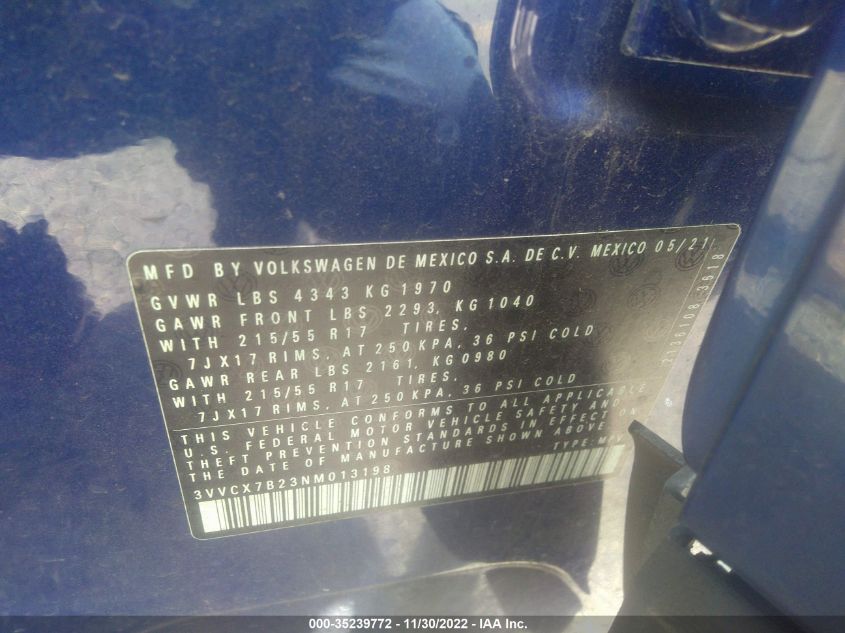 MFD BY VOLKSWAGEN DE MEXICO S.A. DE C.V. MEXICO 05/21
GVWR LBS 4343 KG 1970
GAWR FRONT LBS 2293, KG 1040
WITH 215/55 R17 TIRES,
7JX17 RIMS, AT 250 KPA, 36 PSI COLD
GAWR REAR LBS 2161, KG0980
WITH 215/55 R17 TIRES,
7JX17 RIMS, AT 250 KPA, 36 PSI COLD
THIS VEHICLE CONFORMS TO ALL APPLICABLE
U.S. FEDERAL MOTOR VEHICLE SAFETY AND
THEFT PREVENTION STANDARDS IN EFFECT ON
THE DATE OF MANUFACTURE SHOWN ABOVE
3VVCX7B23NM013198 TYPE: MPV
000-35239772 - 11/30/2022 - IAA Inc.